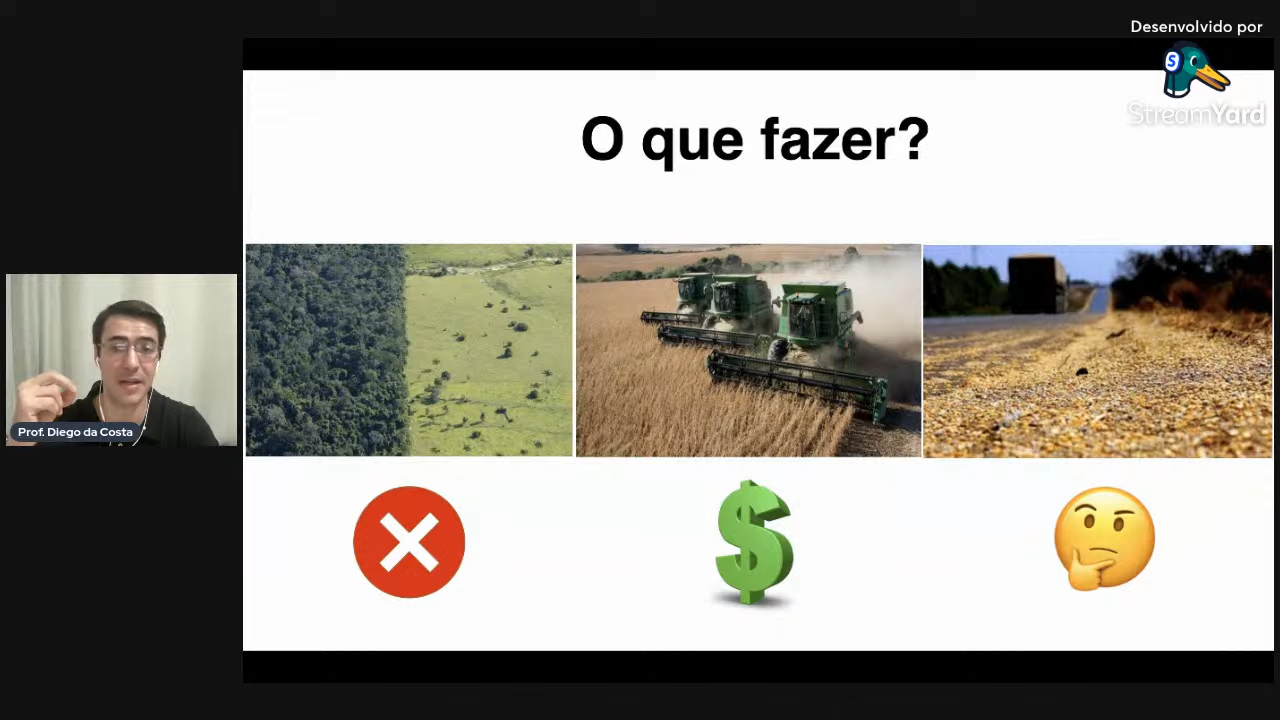 Desenvolvido por
S
StreamYard
O que fazer?
Prof. Diego da Costa
$